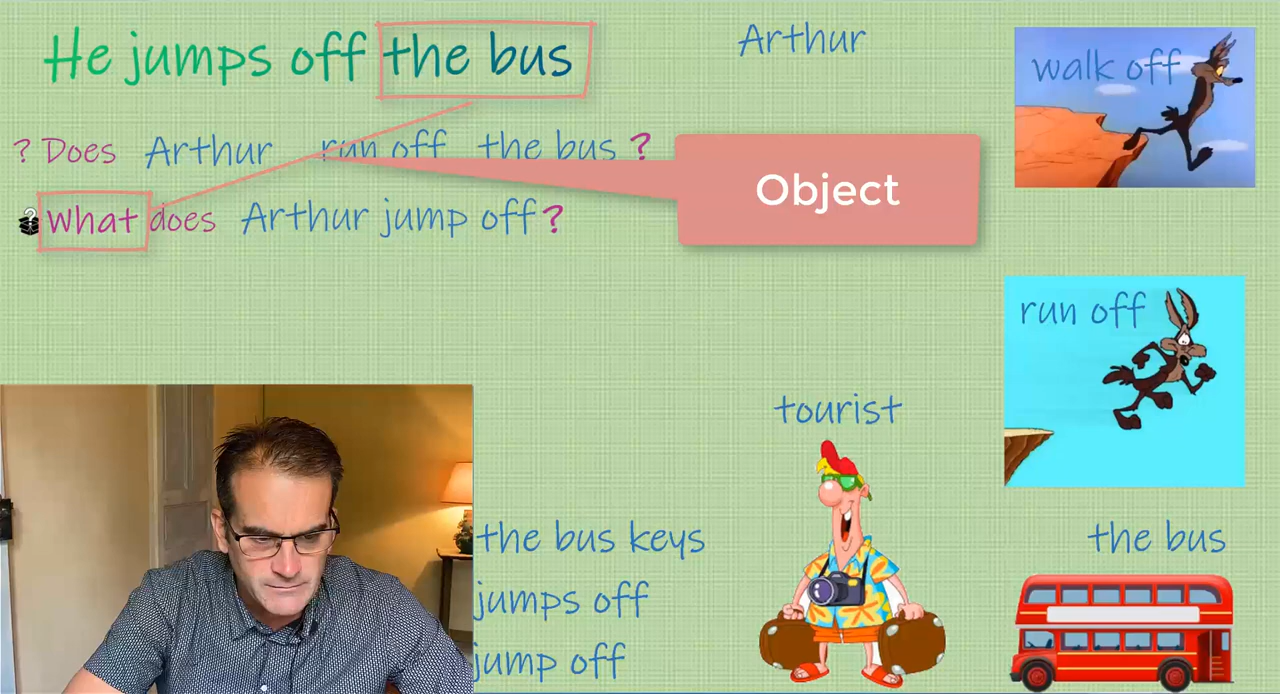 He jumps off the bus
Arthur
walk off
? Does Arthur run off the bus ?
Object
? What does Arthur jump off ?
run off
tourist
the bus keys
the bus
jumps off
jump off